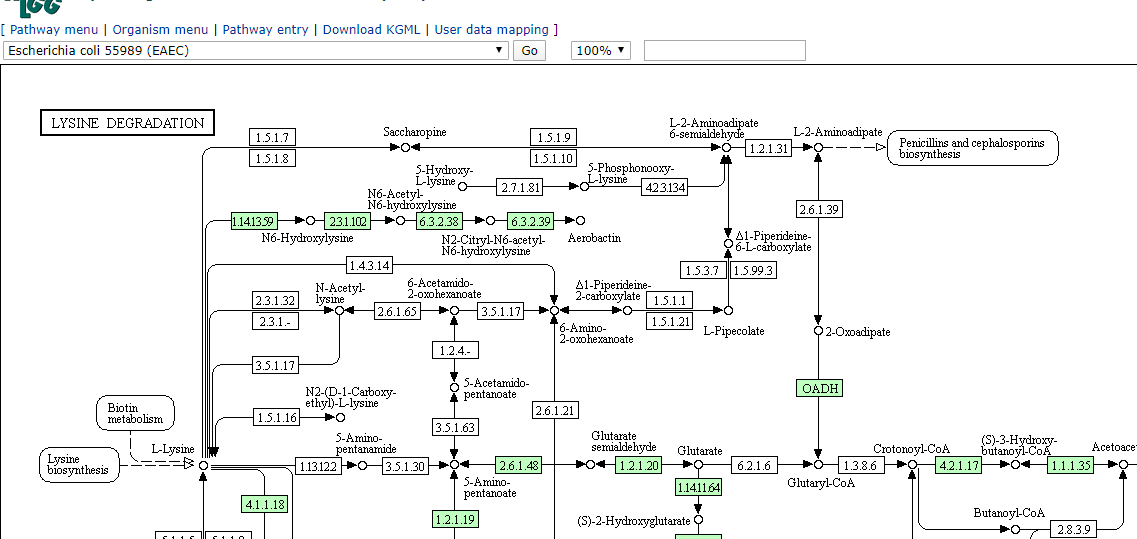 [ Pathway menu | Organism menu | Pathway entry | Download KGML | User data mapping ]
Escherichia coli 55989 (EAEC)
Go
100%
LYSINE DEGRADATION
1.5.1.7
1.5.1.8
Saccharopine
1.5.1.9
1.5.1.10
L-2-Aminoadipate
6-semialdehyde
1.2.1.31
L-2-Aminoadipate
Penicillins and cephalosporins
biosynthesis
5-Hydroxy-
L-lysine
2.7.1.81
5-Phosphonooxy-
L-lysine
4.2.3.134
N6-Acetyl-
N6-hydroxylysine
2.6.1.39
1.14.13.59
2.3.1.102
6.3.2.38
6.3.2.39
N6-Hydroxylysine
N2-Citryl-N6-acetyl-
N6-hydroxylysine
Aerobactin
Δ1-Piperideine-
6-L-carboxylate
1.4.3.14
1.5.3.7
1.5.99.3
N-Acetyl-
lysine
6-Acetamido-
2-oxohexanoate
Δ1-Piperideine-
2-carboxylate
2.3.1.32
2.3.1.-
2.6.1.65
3.5.1.17
1.5.1.1
1.5.1.21
6-Amino-
2-oxohexanoate
L-Pipecolate
2-Oxoadipate
1.2.4.-
3.5.1.17
5-Acetamido-
pentanoate
OADH
N2-(D-1-Carboxy-
ethyl)-L-lysine
Biotin
metabolism
1.5.1.16
2.6.1.21
3.5.1.63
L-Lysine
Lysine
biosynthesis
5-Amino-
pentanamide
Glutarate
semialdehyde
Glutarate
Crotonoyl-CoA
(S)-3-Hydroxy-
butanoyl-CoA
Acetoace
1.13.12.2
3.5.1.30
2.6.1.48
1.2.1.20
6.2.1.6
1.3.8.6
4.2.1.17
1.1.1.35
5-Amino-
pentanoate
Glutaryl-CoA
4.1.1.18
1.14.11.64
1.2.1.19
(S)-2-Hydroxyglutarate
Butanoyl-CoA
2.8.3.9